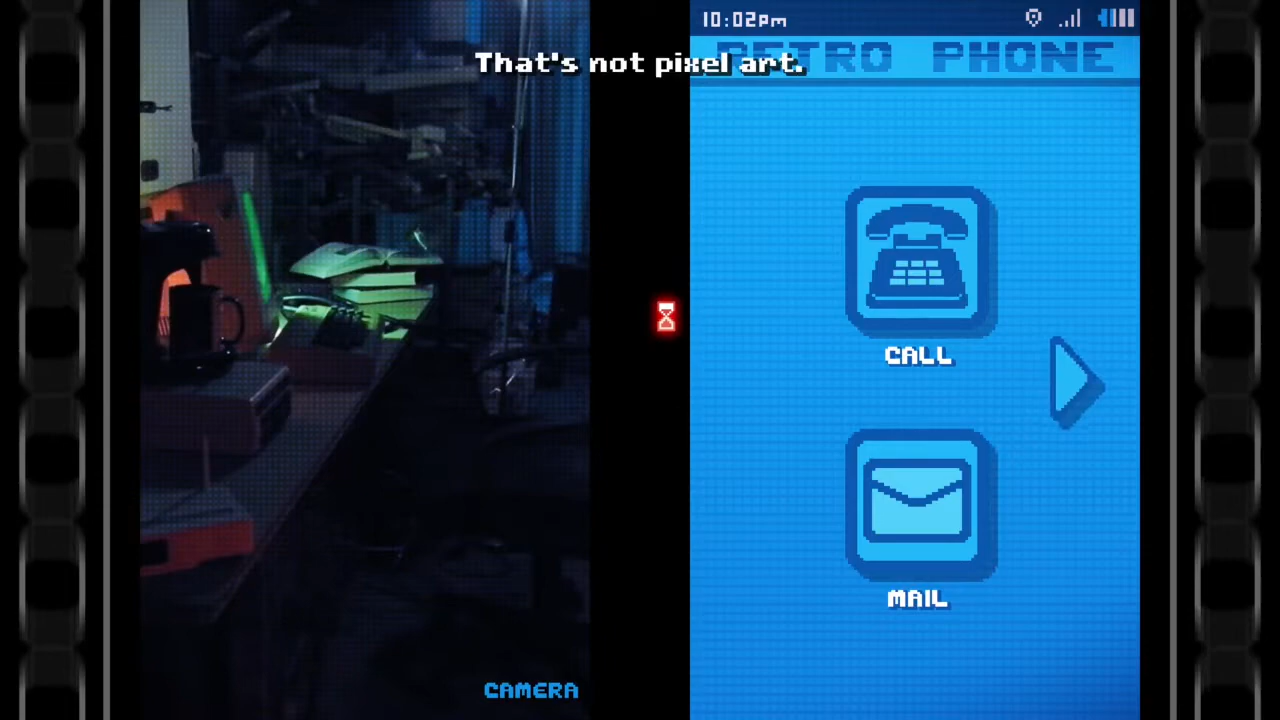 10:02pm
That's not pixel art.
RETRO PHONE
CALL
MAIL
CAMERA